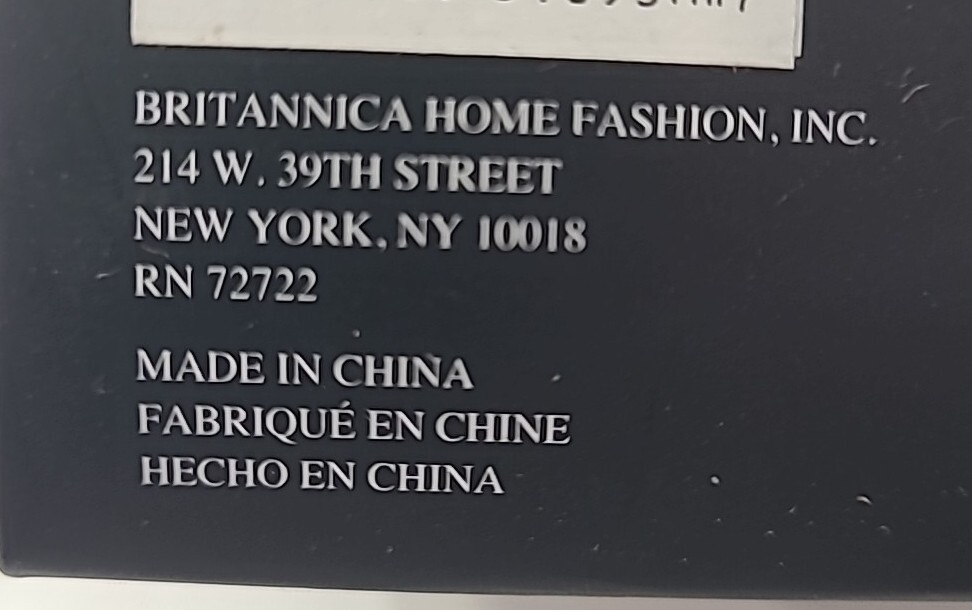 BRITANNICA HOME FASHION, INC.
214 W. 39TH STREET
NEW YORK, NY 10018
RN 72722
MADE IN CHINA
FABRIQUÉ EN CHINE
HECHO EN CHINA